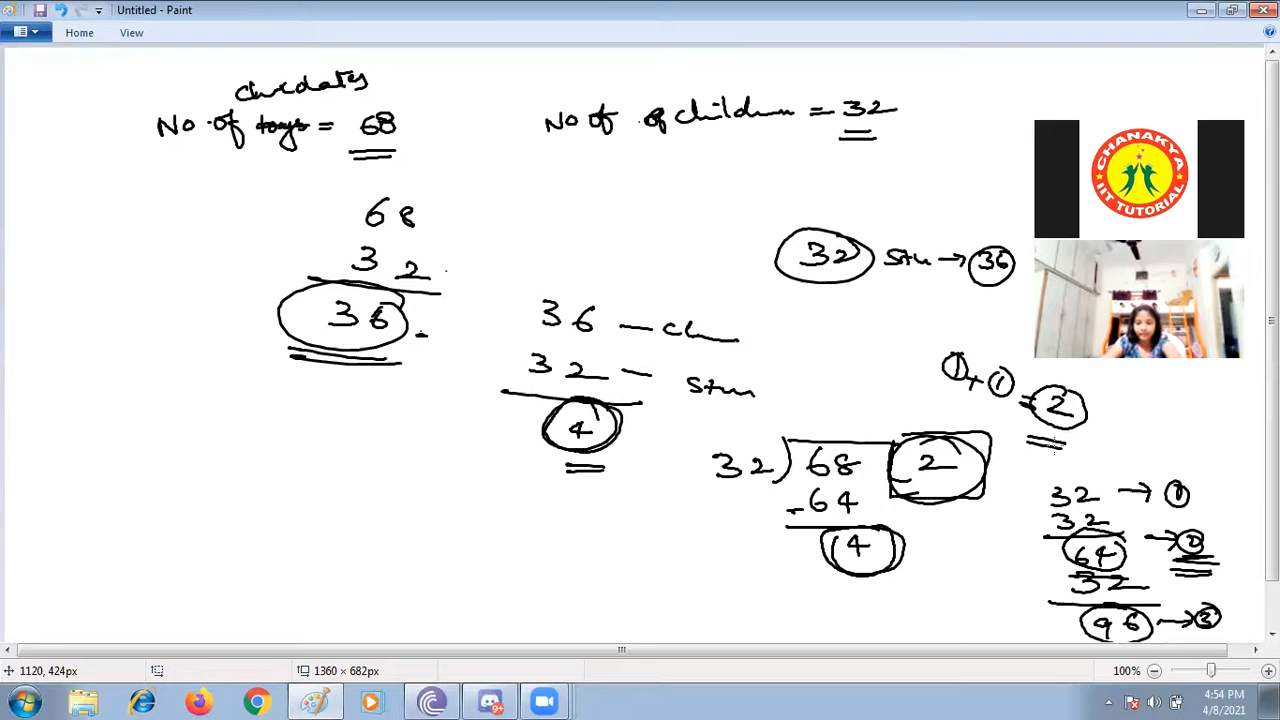 Untitled - Paint
Home View
No of toys = 68
No of children = 32
68
32
36
32 Stu → 36
36 — ch
32 — Stu
4
1 + 1 = 2
32 ) 68 2
- 64
4
32 → 1
32
64 → 2
32
96 → 3
CHANAKYA
IIT TUTORIAL
1120, 424px
1360 × 682px
100%
4:54 PM
4/8/2021